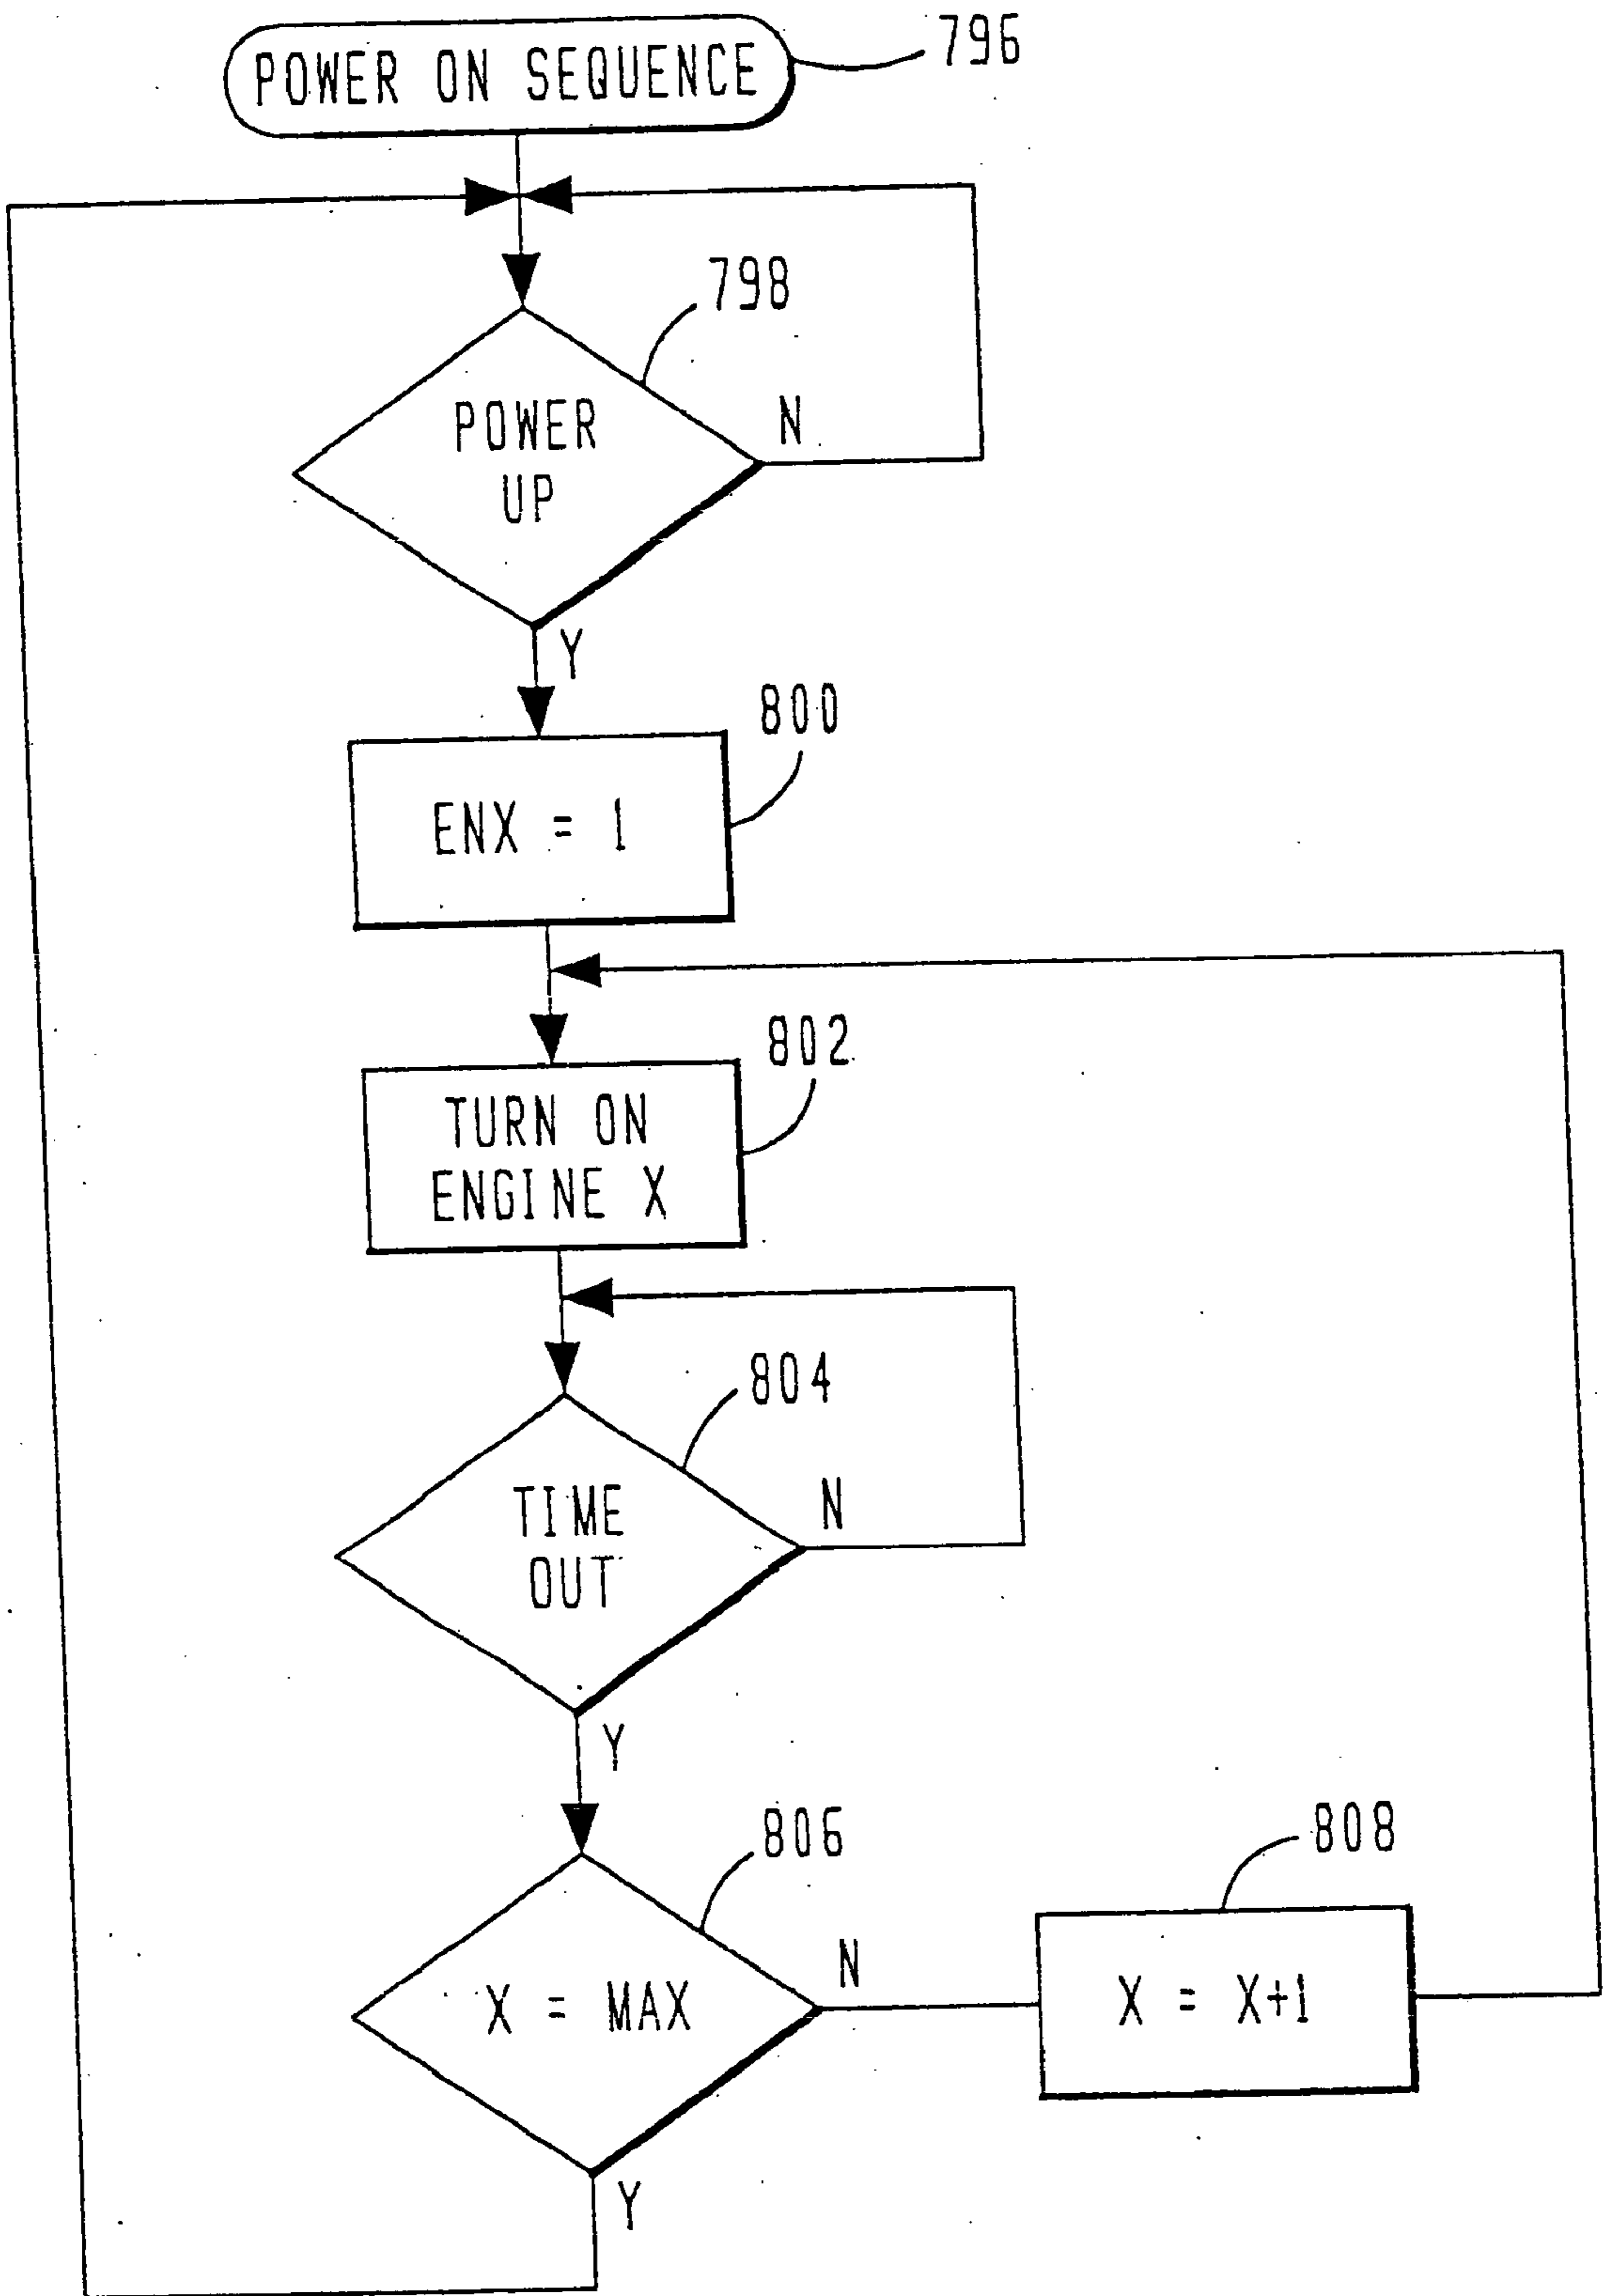 POWER ON SEQUENCE
796
798
POWER
UP
N
Y
800
ENX = 1
802
TURN ON
ENGINE X
804
TIME
OUT
N
Y
806
X = MAX
N
808
X = X+1
Y